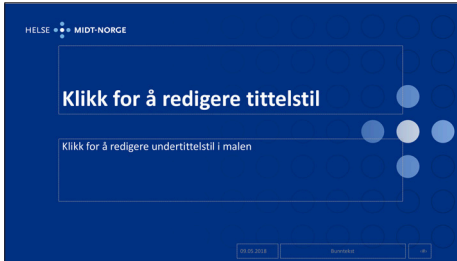 HELSE MIDT-NORGE
Klikk for å redigere tittelstil
Klikk for å redigere undertittelstil i malen
09.05.2018 Bunntekst ‹#›